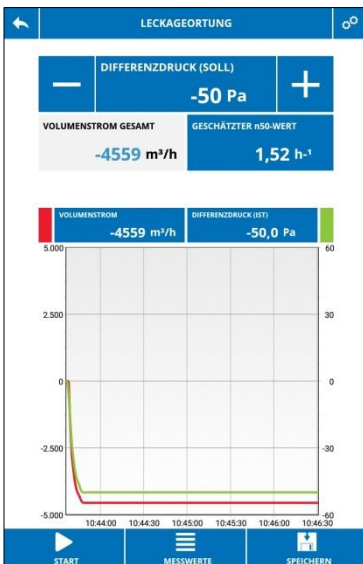 LECKAGEORTUNG
DIFFERENZDRUCK (SOLL)
-50 Pa
VOLUMENSTROM GESAMT
GESCHÄTZTER n50-WERT
-4559 m³/h
1,52 h-¹
VOLUMENSTROM
DIFFERENZDRUCK (IST)
-4559 m³/h
-50,0 Pa
5.000
60
2.500
30
0
0
-2.500
-30
-5.000
-60
10:44:00 10:44:30 10:45:00 10:45:30 10:46:00 10:46:30
START
MESSWERTE
SPEICHERN